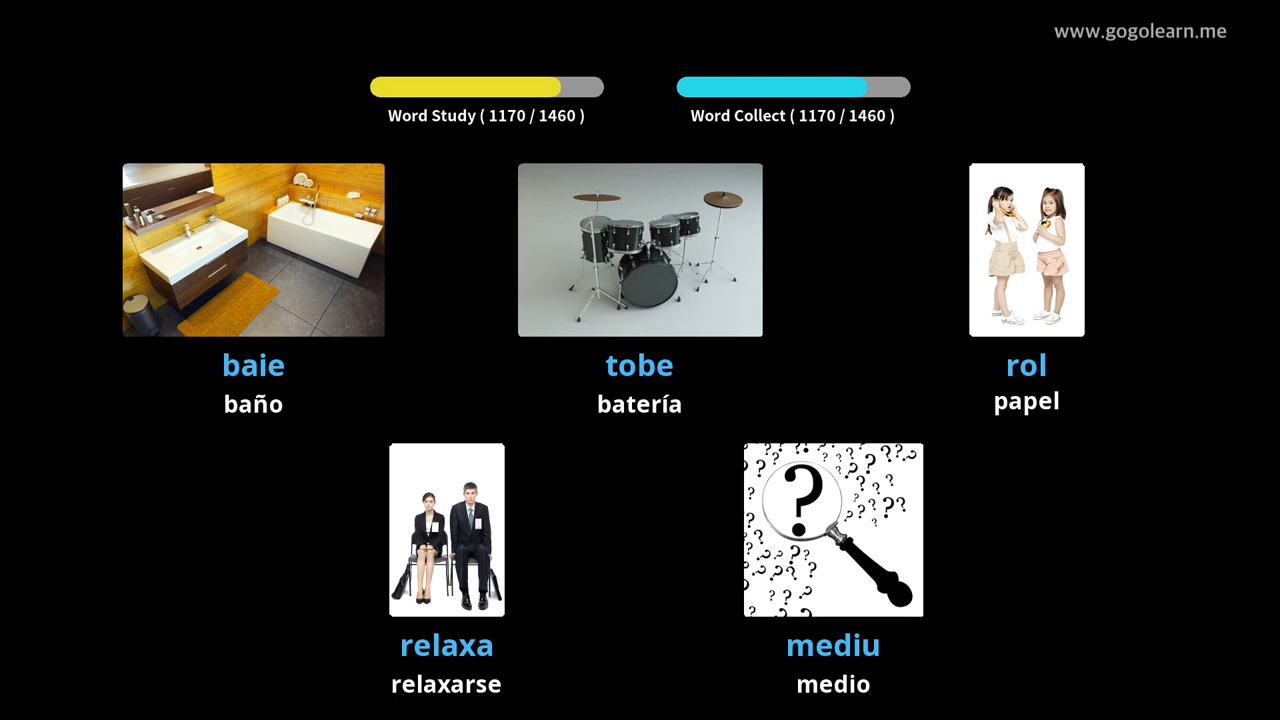 www.gogolearn.me
Word Study ( 1170 / 1460 )
Word Collect ( 1170 / 1460 )
baie
baño
tobe
batería
rol
papel
relaxa
relaxarse
mediu
medio